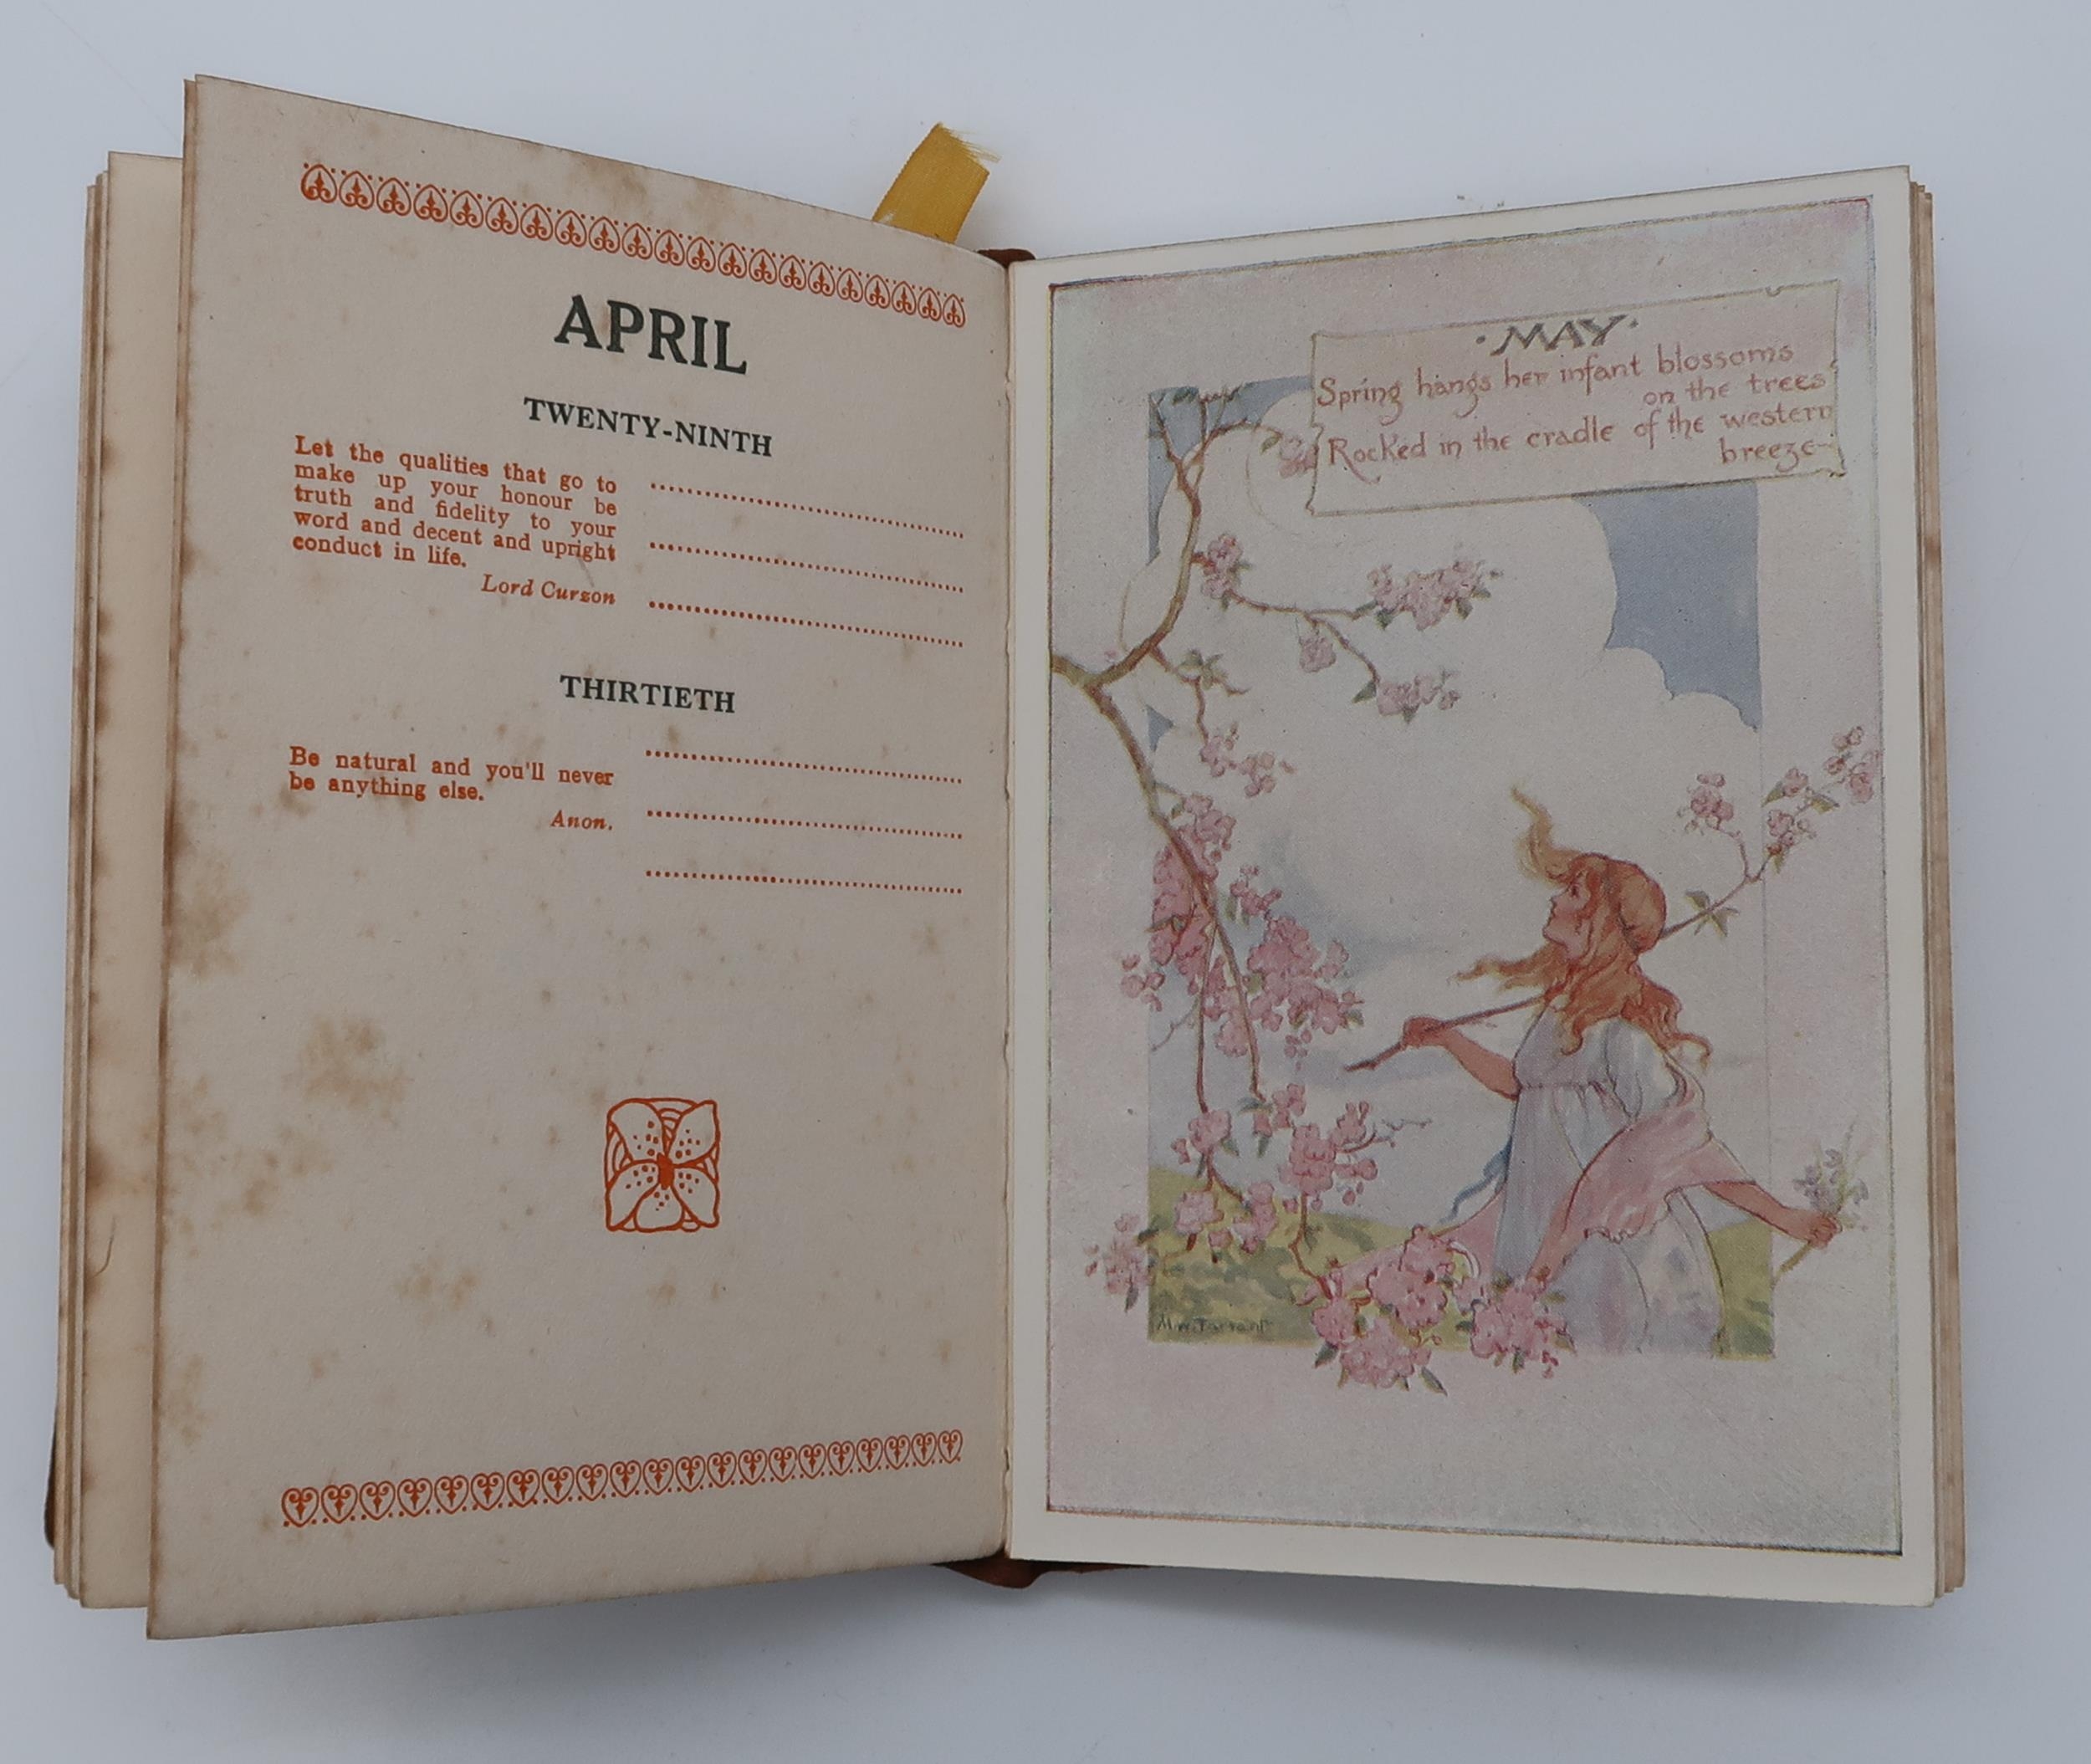 APRIL
TWENTY-NINTH
Let the qualities that go to
make up your honour be
truth and fidelity to your
word and decent and upright
conduct in life.
Lord Curzon
THIRTIETH
Be natural and you'll never
be anything else.
Anon.
·MAY·
Spring hangs her infant blossoms
on the trees
Rocked in the cradle of the western
breeze—
M.W.Tarrant